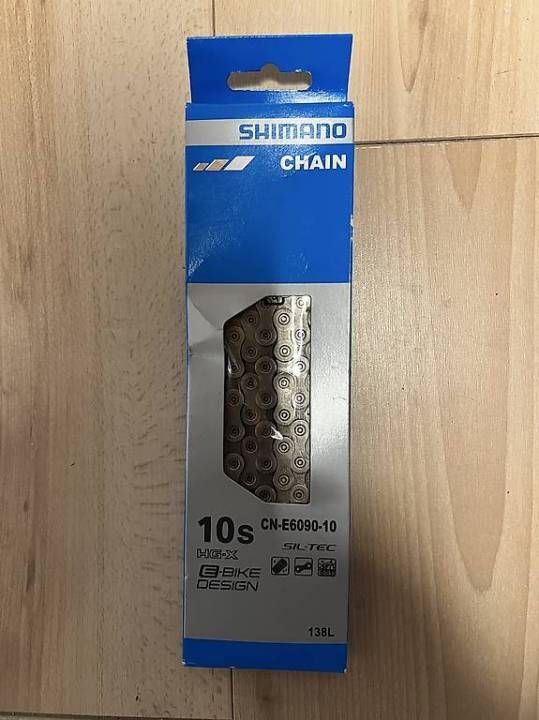 SHIMANO
CHAIN
10s CN-E6090-10
HG-X SIL-TEC
E-BIKE
DESIGN
138L